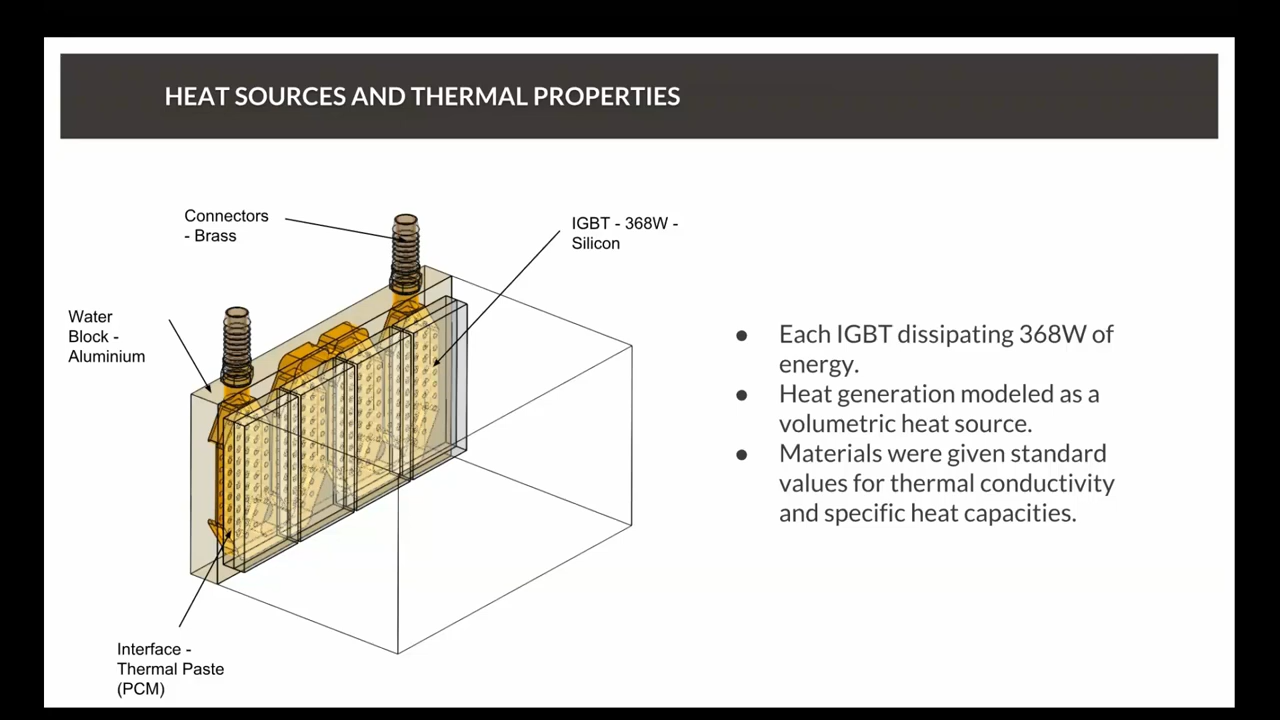 HEAT SOURCES AND THERMAL PROPERTIES
Connectors
- Brass
IGBT - 368W -
Silicon
Water
Block -
Aluminium
Interface -
Thermal Paste
(PCM)
● Each IGBT dissipating 368W of
energy.
● Heat generation modeled as a
volumetric heat source.
● Materials were given standard
values for thermal conductivity
and specific heat capacities.